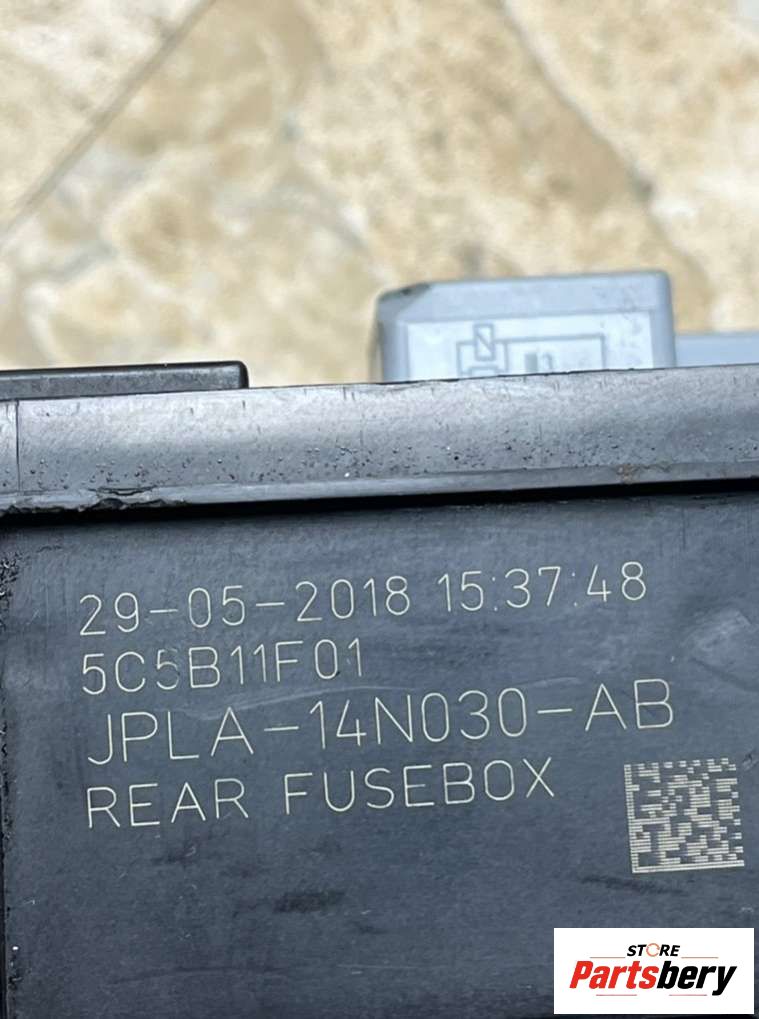 29-05-2018 15:37:48
5C5B11F01
JPLA-14N030-AB
REAR FUSEBOX
STORE
Partsbery